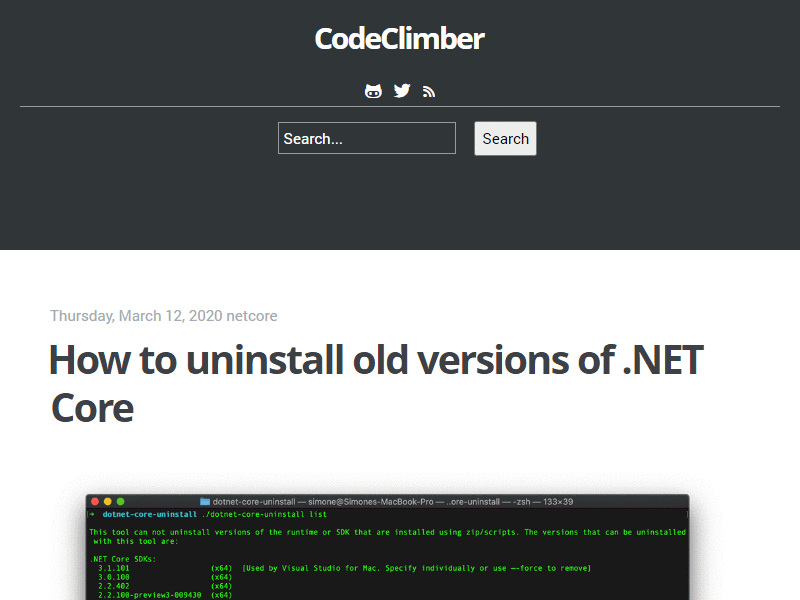 CodeClimber
Search...
Search
Thursday, March 12, 2020 netcore
How to uninstall old versions of .NET
Core
dotnet-core-uninstall — simone@Simones-MacBook-Pro — ..ore-uninstall — -zsh — 133×39
➜ dotnet-core-uninstall ./dotnet-core-uninstall list
This tool can not uninstall versions of the runtime or SDK that are installed using zip/scripts. The versions that can be uninstalled
with this tool are:
.NET Core SDKs:
3.1.101 (x64) [Used by Visual Studio for Mac. Specify individually or use —-force to remove]
3.0.100 (x64)
2.2.402 (x64)
2.2.100-preview3-009430 (x64)